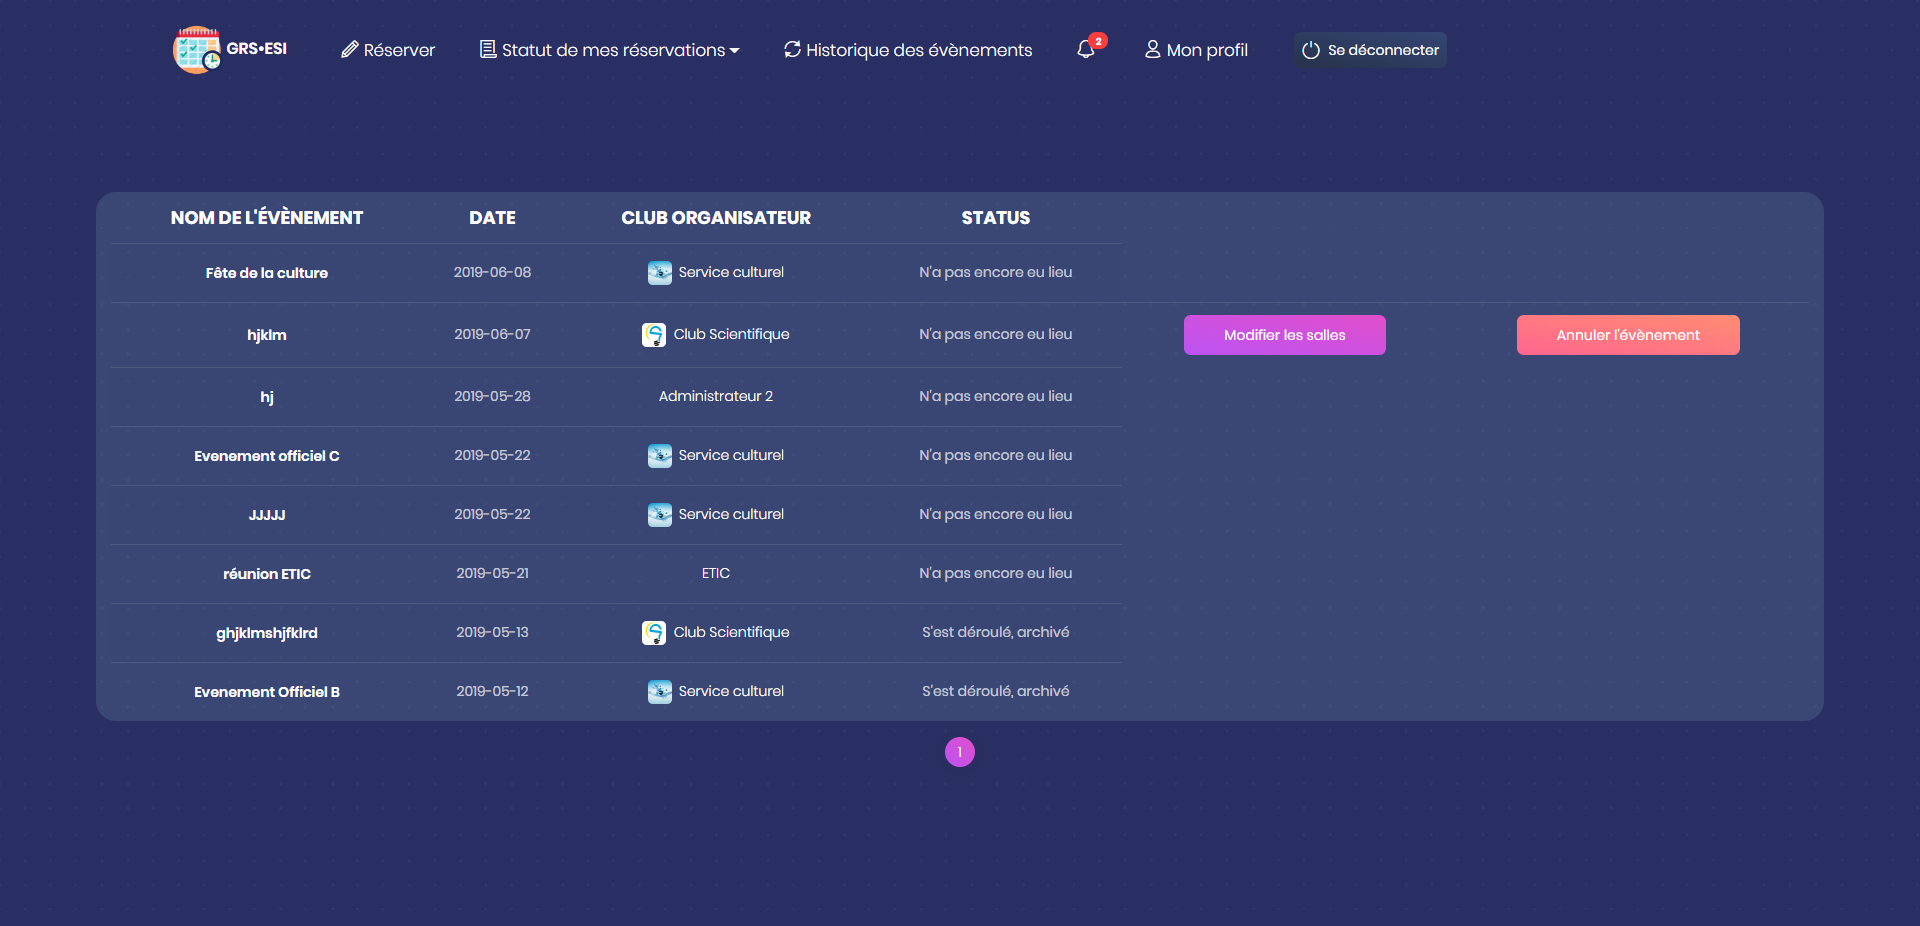 GRS•ESI Réserver Statut de mes réservations Historique des évènements 2 Mon profil Se déconnecter
NOM DE L'ÉVÈNEMENT DATE CLUB ORGANISATEUR STATUS
Fête de la culture 2019-06-08 Service culturel N'a pas encore eu lieu
hjklm 2019-06-07 Club Scientifique N'a pas encore eu lieu Modifier les salles Annuler l'évènement
hj 2019-05-28 Administrateur 2 N'a pas encore eu lieu
Evenement officiel C 2019-05-22 Service culturel N'a pas encore eu lieu
JJJJJ 2019-05-22 Service culturel N'a pas encore eu lieu
réunion ETIC 2019-05-21 ETIC N'a pas encore eu lieu
ghjklmshjfklrd 2019-05-13 Club Scientifique S'est déroulé, archivé
Evenement Officiel B 2019-05-12 Service culturel S'est déroulé, archivé
1